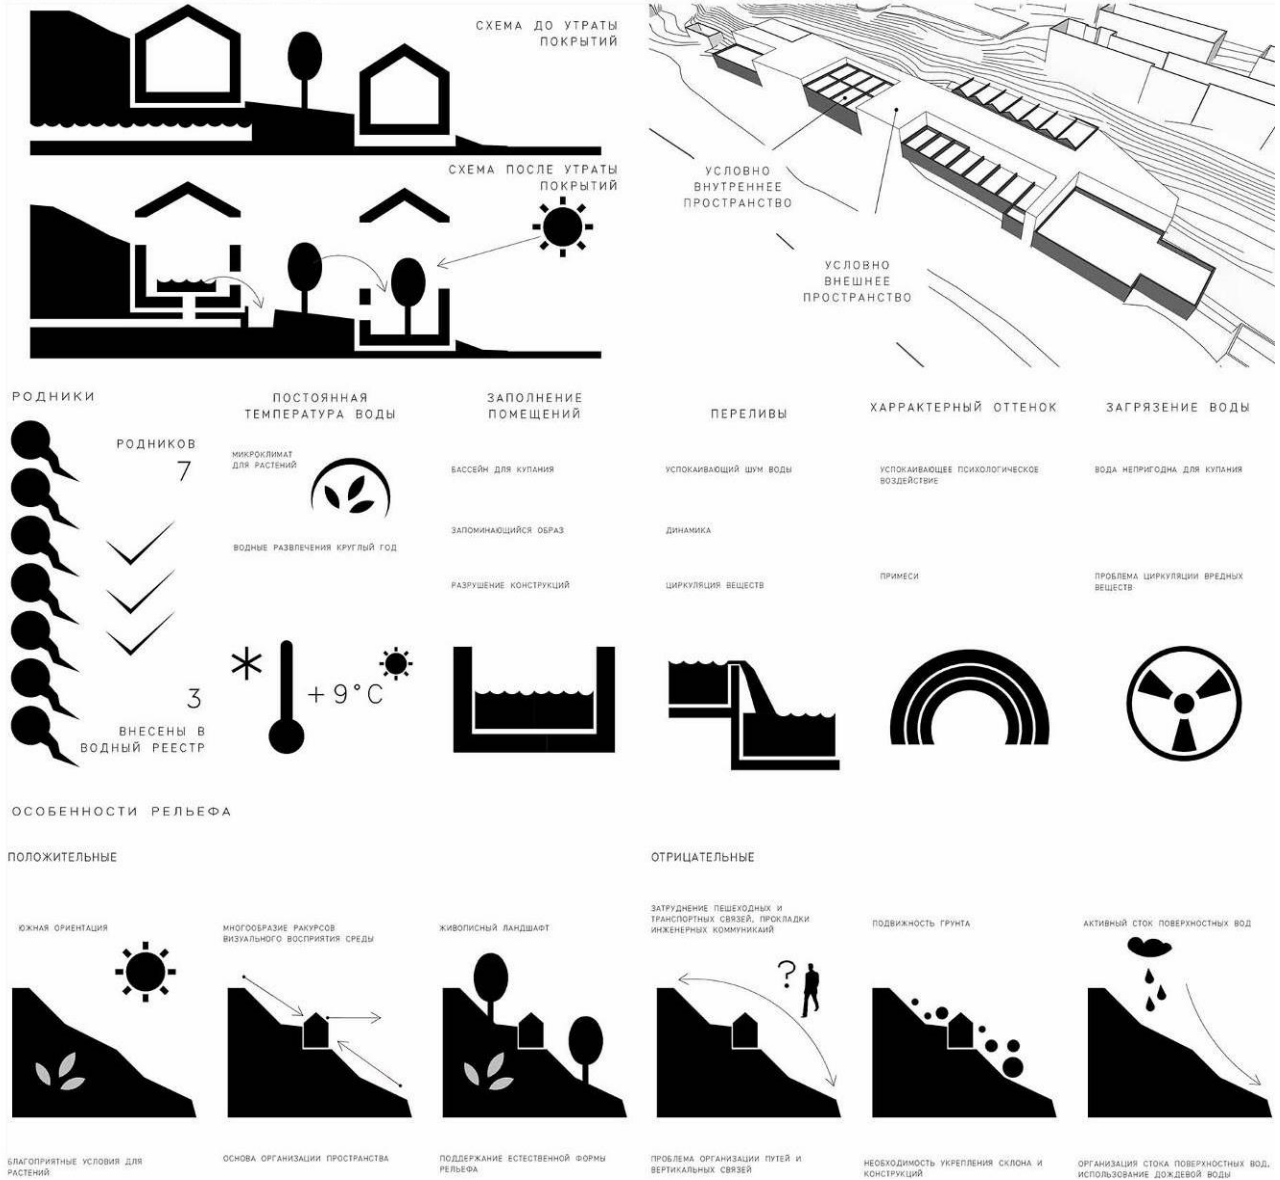 СХЕМА ДО УТРАТЫ
ПОКРЫТИЙ
СХЕМА ПОСЛЕ УТРАТЫ
ПОКРЫТИЙ
УСЛОВНО
ВНУТРЕННЕЕ
ПРОСТРАНСТВО
УСЛОВНО
ВНЕШНЕЕ
ПРОСТРАНСТВО
РОДНИКИ
РОДНИКОВ
7
3
ВНЕСЕНЫ В
ВОДНЫЙ РЕЕСТР
ПОСТОЯННАЯ
ТЕМПЕРАТУРА ВОДЫ
МИКРОКЛИМАТ
ДЛЯ РАСТЕНИЙ
ВОДНЫЕ РАЗВЛЕЧЕНИЯ КРУГЛЫЙ ГОД
+9°C
ЗАПОЛНЕНИЕ
ПОМЕЩЕНИЙ
БАССЕЙН ДЛЯ КУПАНИЯ
ЗАПОМИНАЮЩИЙСЯ ОБРАЗ
РАЗРУШЕНИЕ КОНСТРУКЦИЙ
ПЕРЕЛИВЫ
УСПОКАИВАЮЩИЙ ШУМ ВОДЫ
ДИНАМИКА
ЦИРКУЛЯЦИЯ ВЕЩЕСТВ
ХАРРАКТЕРНЫЙ ОТТЕНОК
УСПОКАИВАЮЩЕЕ ПСИХОЛОГИЧЕСКОЕ
ВОЗДЕЙСТВИЕ
ПРИМЕСИ
ЗАГРЯЗЕНИЕ ВОДЫ
ВОДА НЕПРИГОДНА ДЛЯ КУПАНИЯ
ПРОБЛЕМА ЦИРКУЛЯЦИИ ВРЕДНЫХ
ВЕЩЕСТВ
ОСОБЕННОСТИ РЕЛЬЕФА
ПОЛОЖИТЕЛЬНЫЕ
ЮЖНАЯ ОРИЕНТАЦИЯ
БЛАГОПРИЯТНЫЕ УСЛОВИЯ ДЛЯ
РАСТЕНИЙ
МНОГООБРАЗИЕ РАКУРСОВ
ВИЗУАЛЬНОГО ВОСПРИЯТИЯ СРЕДЫ
ОСНОВА ОРГАНИЗАЦИИ ПРОСТРАНСТВА
ЖИВОПИСНЫЙ ЛАНДШАФТ
ПОДДЕРЖАНИЕ ЕСТЕСТВЕННОЙ ФОРМЫ
РЕЛЬЕФА
ОТРИЦАТЕЛЬНЫЕ
ЗАТРУДНЕНИЕ ПЕШЕХОДНЫХ И
ТРАНСПОРТНЫХ СВЯЗЕЙ, ПРОКЛАДКИ
ИНЖЕНЕРНЫХ КОММУНИКАИЙ
?
ПРОБЛЕМА ОРГАНИЗАЦИИ ПУТЕЙ И
ВЕРТИКАЛЬНЫХ СВЯЗЕЙ
ПОДВИЖНОСТЬ ГРУНТА
НЕОБХОДИМОСТЬ УКРЕПЛЕНИЯ СКЛОНА И
КОНСТРУКЦИЙ
АКТИВНЫЙ СТОК ПОВЕРХНОСТНЫХ ВОД
ОРГАНИЗАЦИЯ СТОКА ПОВЕРХНОСТНЫХ ВОД,
ИСПОЛЬЗОВАНИЕ ДОЖДЕВОЙ ВОДЫ